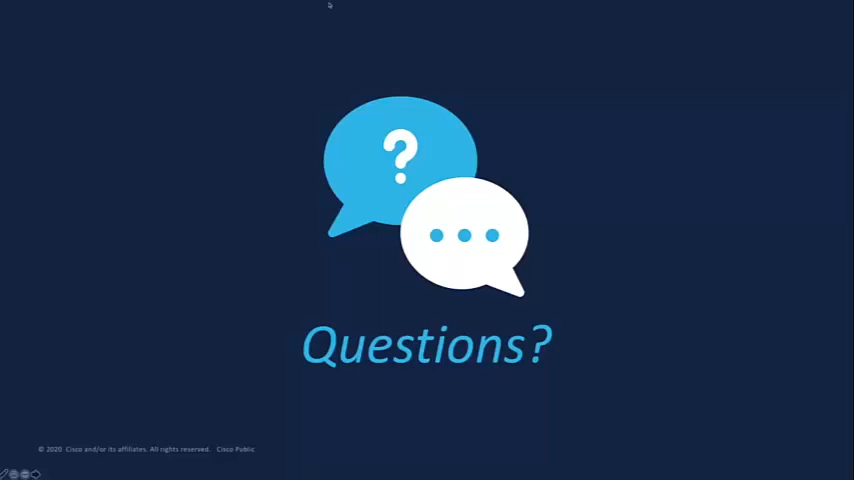 ?
Questions?
© 2020 Cisco and/or its affiliates. All rights reserved. Cisco Public